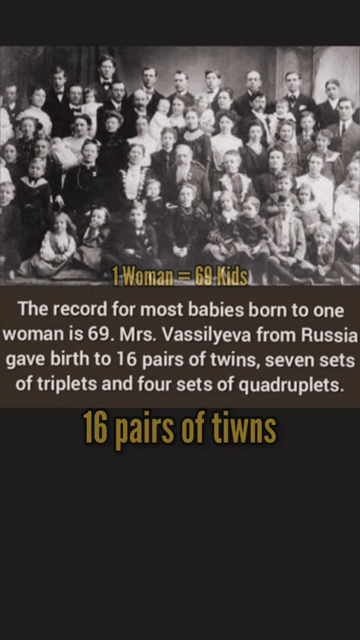 1 Woman = 69 Kids
The record for most babies born to one
woman is 69. Mrs. Vassilyeva from Russia
gave birth to 16 pairs of twins, seven sets
of triplets and four sets of quadruplets.
16 pairs of tiwns